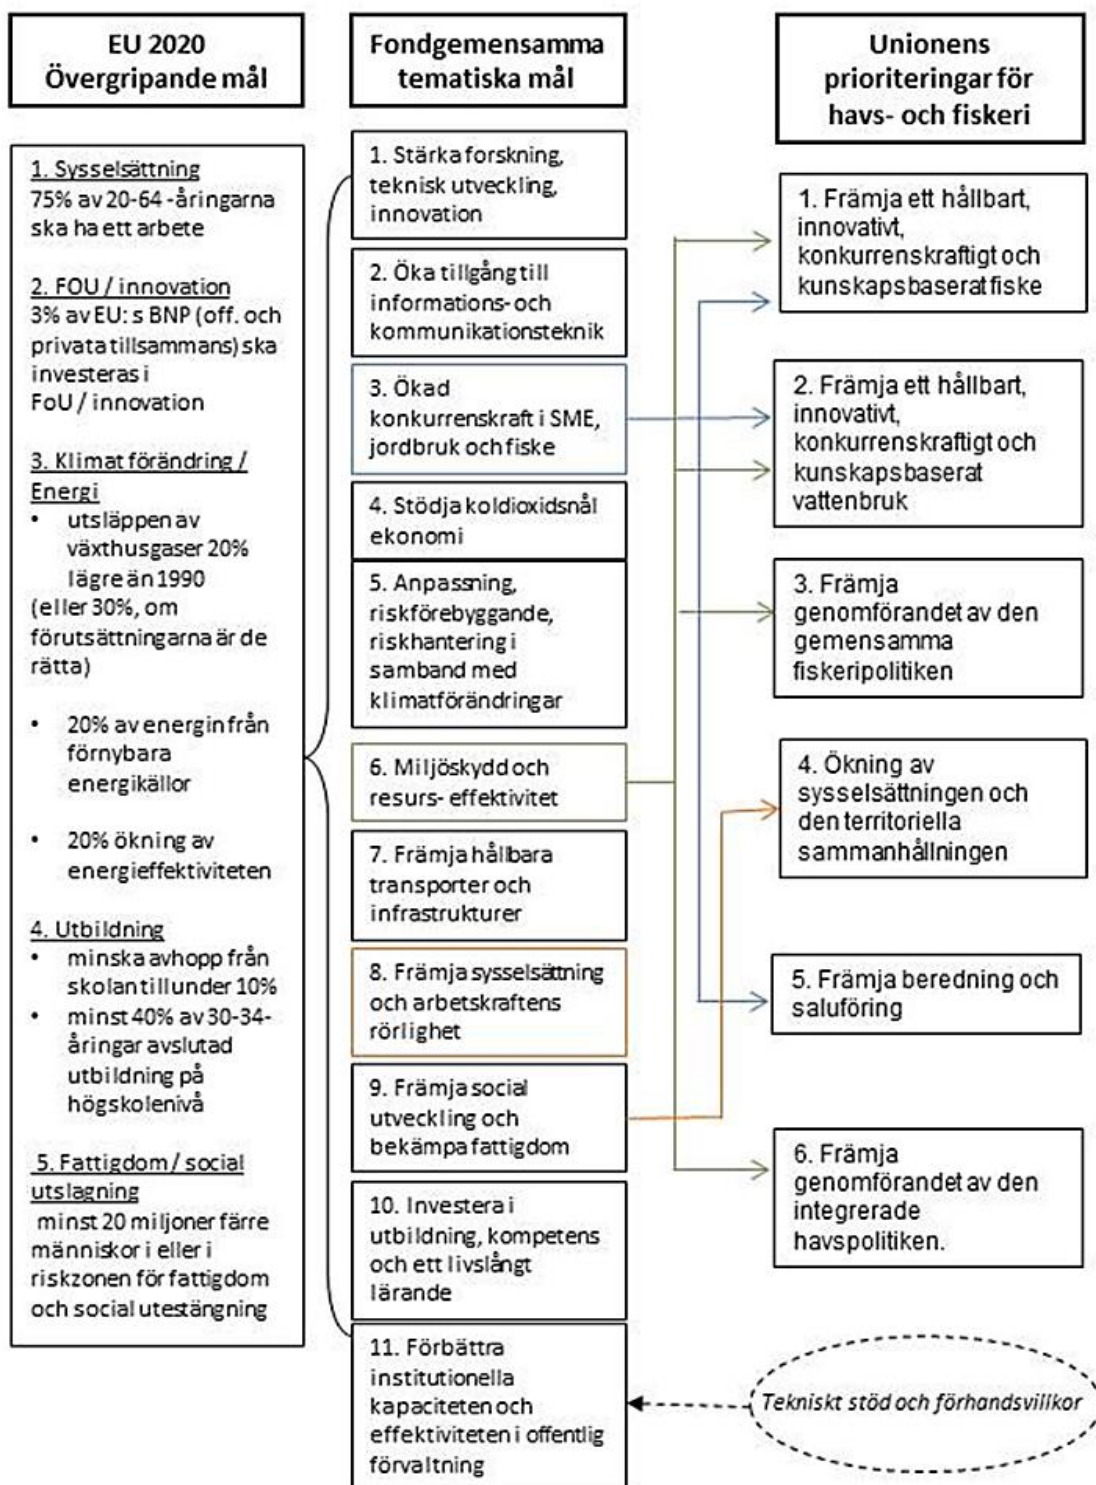 EU 2020
Övergripande mål
1. Sysselsättning
75% av 20-64 -åringarna
ska ha ett arbete
2. FOU / innovation
3% av EU: s BNP (off. och
privata tillsammans) ska
investeras i
FoU / innovation
3. Klimat förändring /
Energi
• utsläppen av
växthusgaser 20%
lägre än 1990
(eller 30%, om
förutsättningarna är de
rätta)
• 20% av energin från
förnybara
energikällor
• 20% ökning av
energieffektiviteten
4. Utbildning
• minska avhopp från
skolan till under 10%
• minst 40% av 30-34-
åringar avslutad
utbildning på
högskolenivå
5. Fattigdom / social
utslagning
minst 20 miljoner färre
människor i eller i
riskzonen för fattigdom
och social utestängning
Fondgemensamma
tematiska mål
1. Stärka forskning,
teknisk utveckling,
innovation
2. Öka tillgång till
informations- och
kommunikationsteknik
3. Ökad
konkurrenskraft i SME,
jordbruk och fiske
4. Stödja koldioxidsnål
ekonomi
5. Anpassning,
riskförebyggande,
riskhantering i
samband med
klimatförändringar
6. Miljöskydd och
resurs- effektivitet
7. Främja hållbara
transporter och
infrastrukturer
8. Främja sysselsättning
och arbetskraftens
rörlighet
9. Främja social
utveckling och
bekämpa fattigdom
10. Investera i
utbildning, kompetens
och ett livslångt
lärande
11. Förbättra
institutionella
kapaciteten och
effektiviteten i offentlig
förvaltning
Unionens
prioriteringar för
havs- och fiskeri
1. Främja ett hållbart,
innovativt,
konkurrenskraftigt och
kunskapsbaserat fiske
2. Främja ett hållbart,
innovativt,
konkurrenskraftigt och
kunskapsbaserat
vattenbruk
3. Främja
genomförandet av den
gemensamma
fiskeripolitiken
4. Ökning av
sysselsättningen och
den territoriella
sammanhållningen
5. Främja beredning och
saluföring
6. Främja
genomförandet av den
integrerade
havspolitiken.
Tekniskt stöd och förhandsvillkor